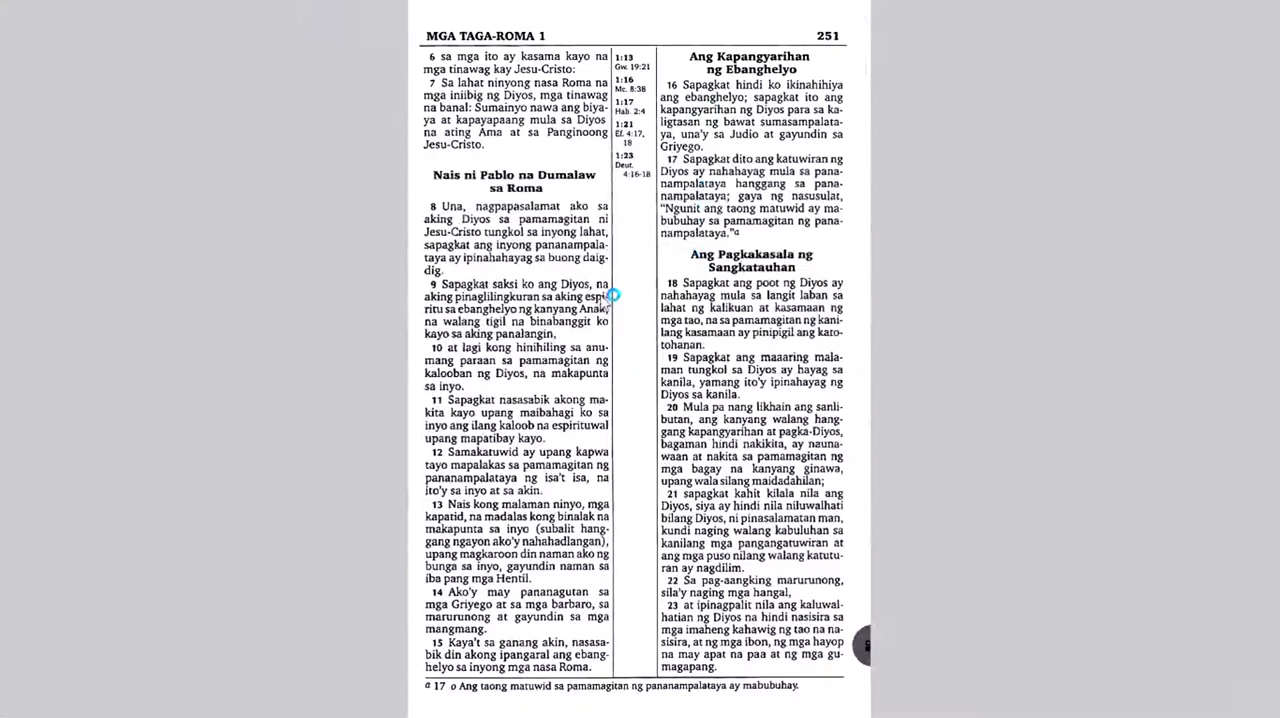 MGA TAGA-ROMA 1
251
6 sa mga ito ay kasama kayo na
mga tinawag kay Jesu-Cristo:
7 Sa lahat ninyong nasa Roma na
mga iniibig ng Diyos, mga tinawag
na banal: Sumainyo nawa ang biya-
ya at kapayapaang mula sa Diyos
na ating Ama at sa Panginoong
Jesu-Cristo.
Nais ni Pablo na Dumalaw
sa Roma
8 Una, nagpapasalamat ako sa
aking Diyos sa pamamagitan ni
Jesu-Cristo tungkol sa inyong lahat,
sapagkat ang inyong pananampala-
taya ay ipinahahayag sa buong daig-
dig.
9 Sapagkat saksi ko ang Diyos, na
aking pinaglilingkuran sa aking espi-
ritu sa ebanghelyo ng kanyang Anak,
na walang tigil na binabanggit ko
kayo sa aking panalangin,
10 at lagi kong hinihiling sa anu-
mang paraan sa pamamagitan ng
kalooban ng Diyos, na makapunta
sa inyo.
11 Sapagkat nasasabik akong ma-
kita kayo upang maibahagi ko sa
inyo ang ilang kaloob na espirituwal
upang mapatibay kayo.
12 Samakatuwid ay upang kapwa
tayo mapalakas sa pamamagitan ng
pananampalataya ng isa't isa, na
ito'y sa inyo at sa akin.
13 Nais kong malaman ninyo, mga
kapatid, na madalas kong binalak na
makapunta sa inyo (subalit hang-
gang ngayon ako'y nahahadlangan),
upang magkaroon din naman ako ng
bunga sa inyo, gayundin naman sa
iba pang mga Hentil.
14 Ako'y may pananagutan sa
mga Griyego at sa mga barbaro, sa
marurunong at gayundin sa mga
mangmang.
15 Kaya't sa ganang akin, nasasa-
bik din akong ipangaral ang ebang-
helyo sa inyong mga nasa Roma.
1:13
Gw. 19:21
1:16
Mc. 8:38
1:17
Hab. 2:4
1:21
Ef. 4:17,
18
1:23
Deut.
4:16-18
Ang Kapangyarihan
ng Ebanghelyo
16 Sapagkat hindi ko ikinahihiya
ang ebanghelyo; sapagkat ito ang
kapangyarihan ng Diyos para sa ka-
ligtasan ng bawat sumasampalata-
ya, una'y sa Judio at gayundin sa
Griyego.
17 Sapagkat dito ang katuwiran ng
Diyos ay nahahayag mula sa pana-
nampalataya hanggang sa pana-
nampalataya; gaya ng nasusulat,
“Ngunit ang taong matuwid ay ma-
bubuhay sa pamamagitan ng pana-
nampalataya.”a
Ang Pagkakasala ng
Sangkatauhan
18 Sapagkat ang poot ng Diyos ay
nahahayag mula sa langit laban sa
lahat ng kalikuan at kasamaan ng
mga tao, na sa pamamagitan ng kani-
lang kasamaan ay pinipigil ang kato-
tohanan.
19 Sapagkat ang maaaring mala-
man tungkol sa Diyos ay hayag sa
kanila, yamang ito'y ipinahayag ng
Diyos sa kanila.
20 Mula pa nang likhain ang sanli-
butan, ang kanyang walang hang-
gang kapangyarihan at pagka-Diyos,
bagaman hindi nakikita, ay nauna-
waan at nakita sa pamamagitan ng
mga bagay na kanyang ginawa,
upang wala silang maidadahilan;
21 sapagkat kahit kilala nila ang
Diyos, siya ay hindi nila niluwalhati
bilang Diyos, ni pinasalamatan man,
kundi naging walang kabuluhan sa
kanilang mga pangangatuwiran at
ang mga puso nilang walang katutu-
ran ay nagdilim.
22 Sa pag-aangking marurunong,
sila'y naging mga hangal,
23 at ipinagpalit nila ang kaluwal-
hatian ng Diyos na hindi nasisira sa
mga imaheng kahawig ng tao na na-
sisira, at ng mga ibon, ng mga hayop
na may apat na paa at ng mga gu-
magapang.
a 17 o Ang taong matuwid sa pamamagitan ng pananampalataya ay mabubuhay.